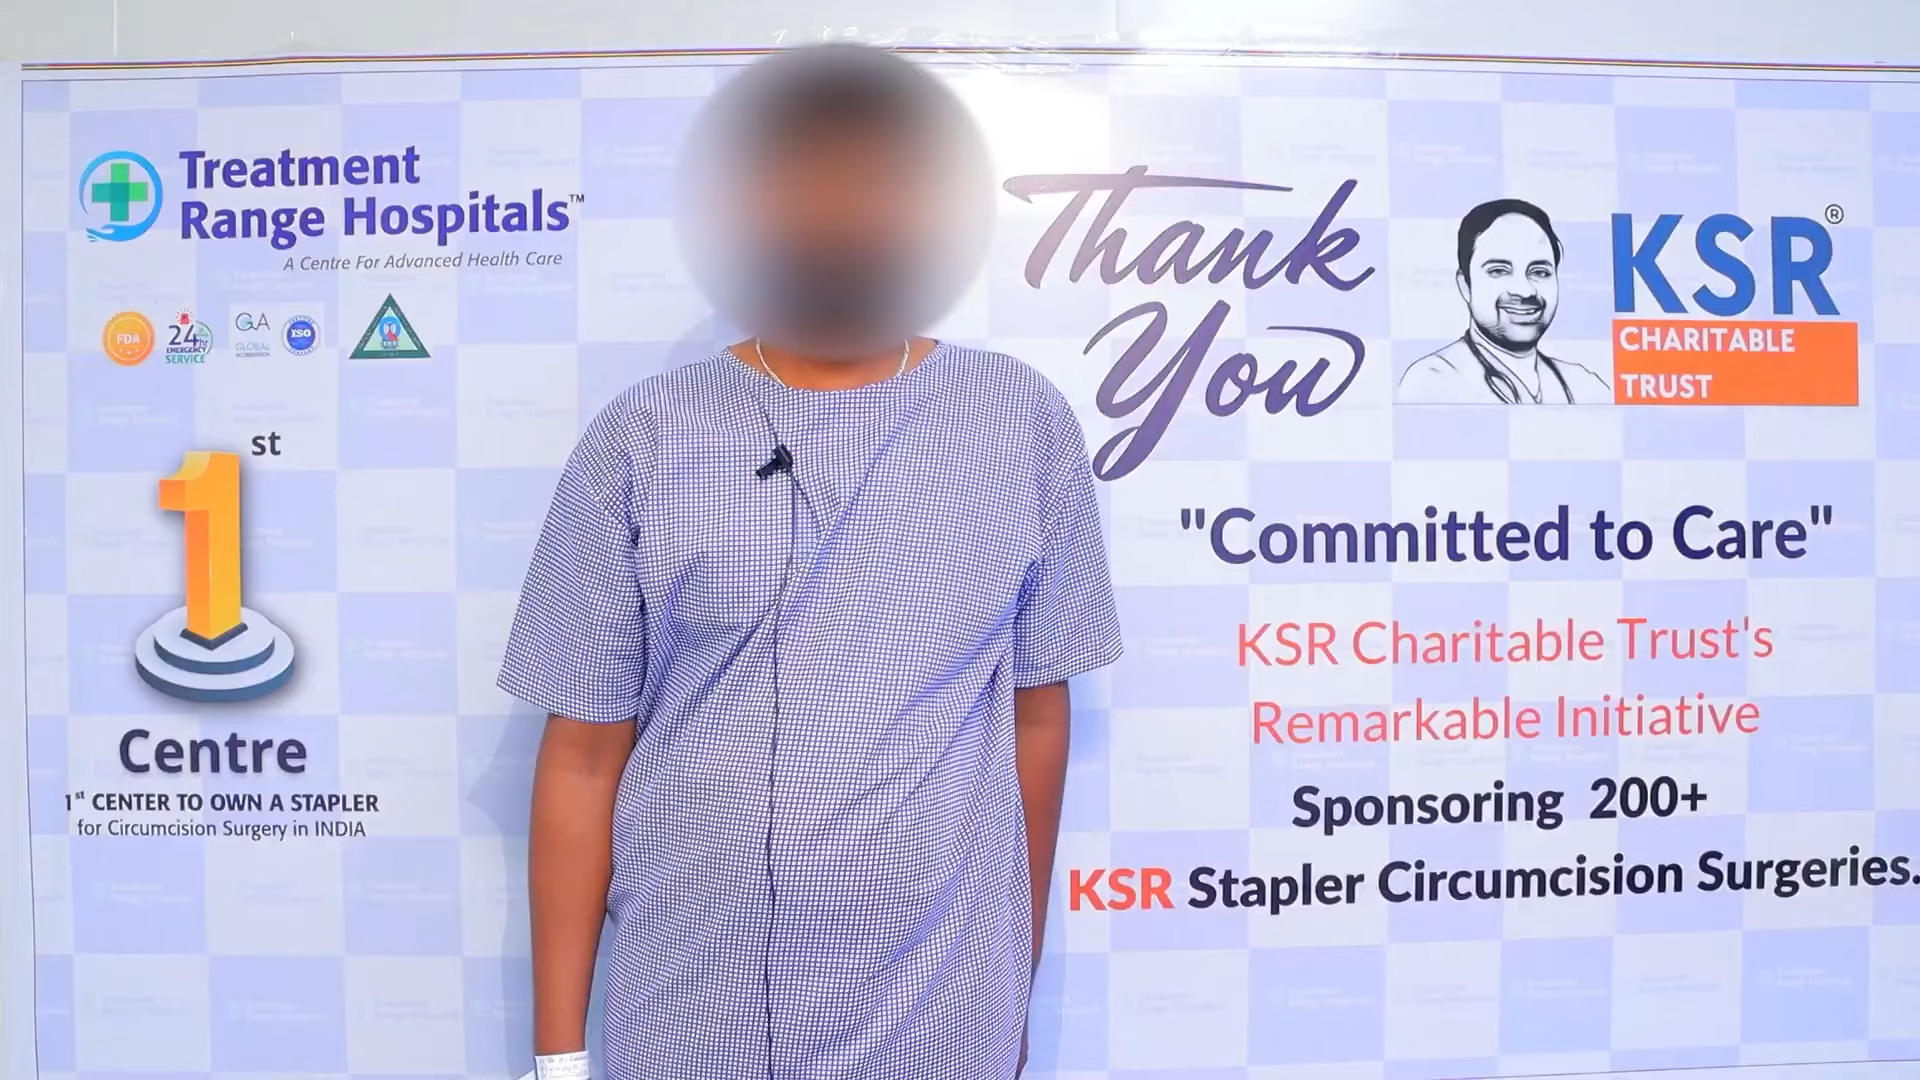 Treatment
Range Hospitals™
A Centre For Advanced Health Care
FDA
24
EMERGENCY
SERVICE
GA
GLOBAL
ISO
1st
Centre
1st CENTER TO OWN A STAPLER
for Circumcision Surgery in INDIA
Thank
You
KSR®
CHARITABLE
TRUST
"Committed to Care"
KSR Charitable Trust's
Remarkable Initiative
Sponsoring 200+
KSR Stapler Circumcision Surgeries.